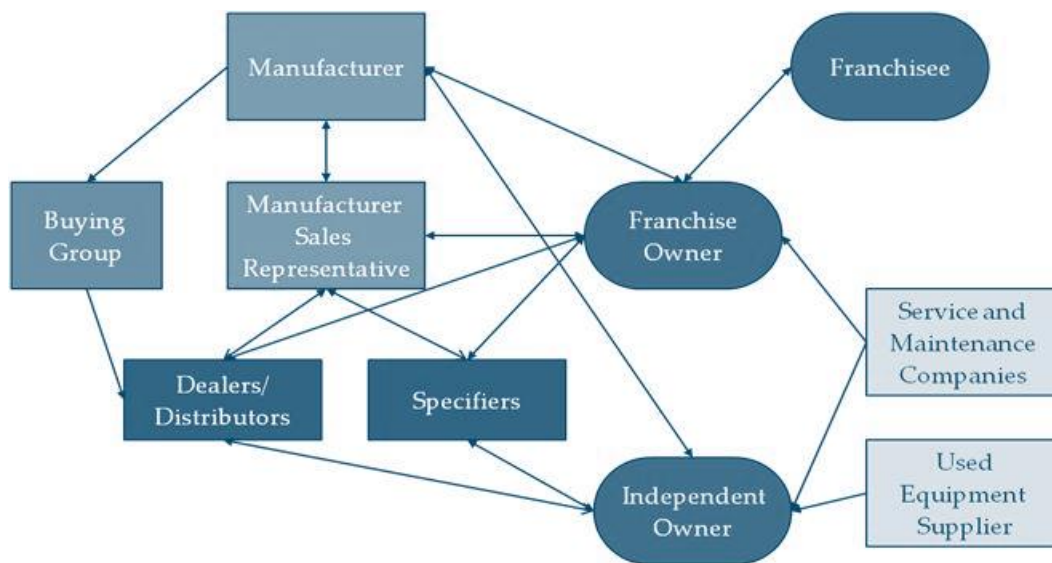 Manufacturer
Franchisee
Buying
Group
Manufacturer
Sales
Representative
Franchise
Owner
Service and
Maintenance
Companies
Dealers/
Distributors
Specifiers
Independent
Owner
Used
Equipment
Supplier